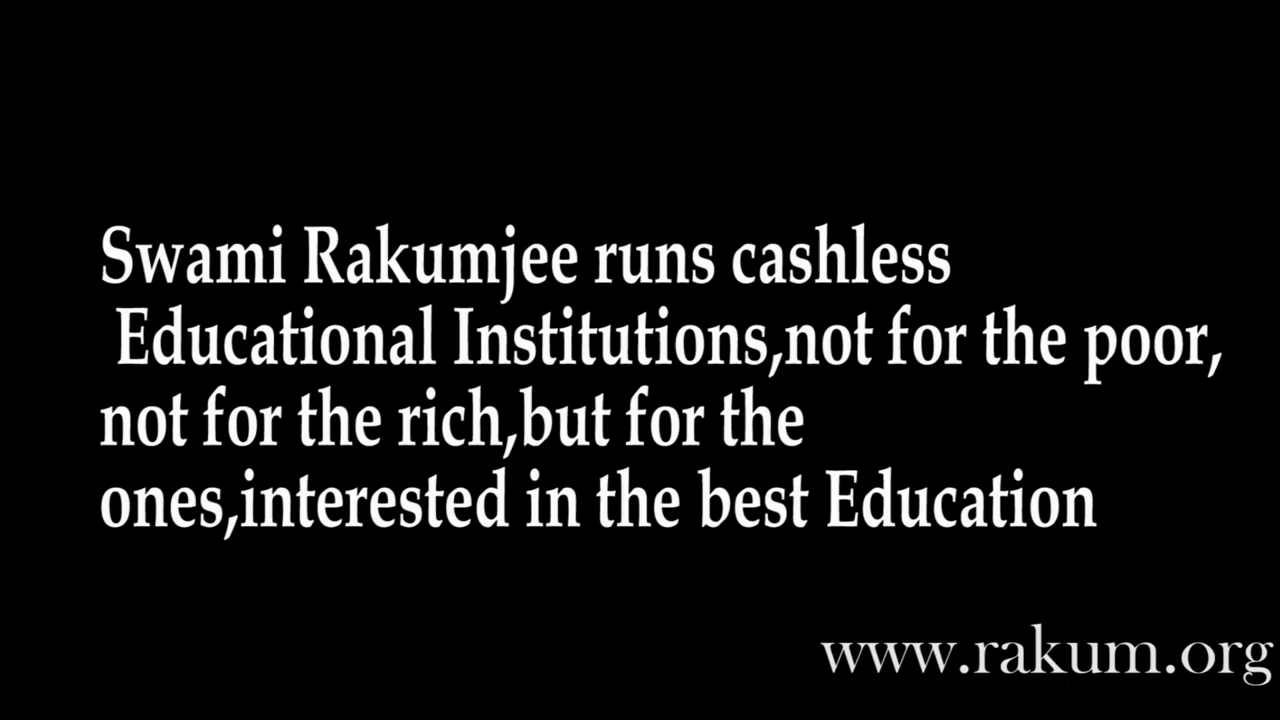 Swami Rakumjee runs cashless
Educational Institutions,not for the poor,
not for the rich,but for the
ones,interested in the best Education
www.rakum.org